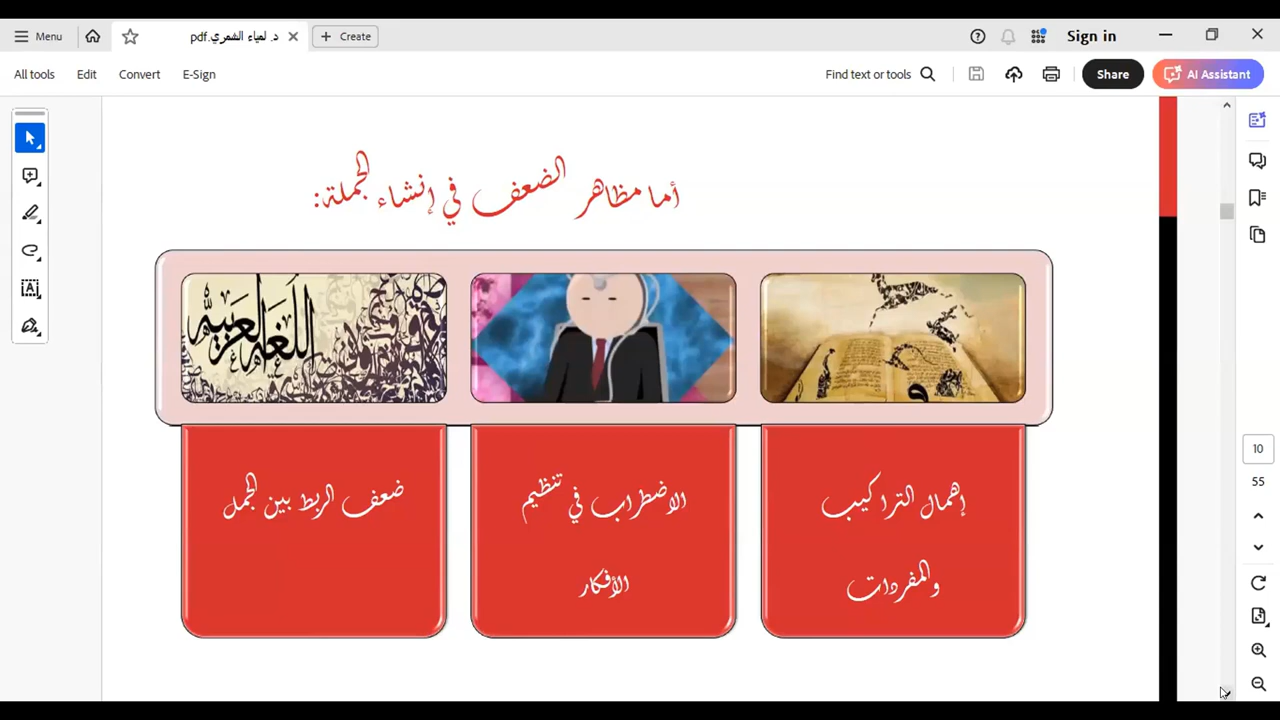 Menu
د. لمياء الشمري.pdf
Create
Sign in
All tools
Edit
Convert
E-Sign
Find text or tools
Share
AI Assistant
أما مظاهر الضعف في إنشاء الجملة:
اللغة العربية
إهمال التراكيب
والمفردات
الاضطراب في تنظيم
الأفكار
ضعف الربط بين الجمل
10
55